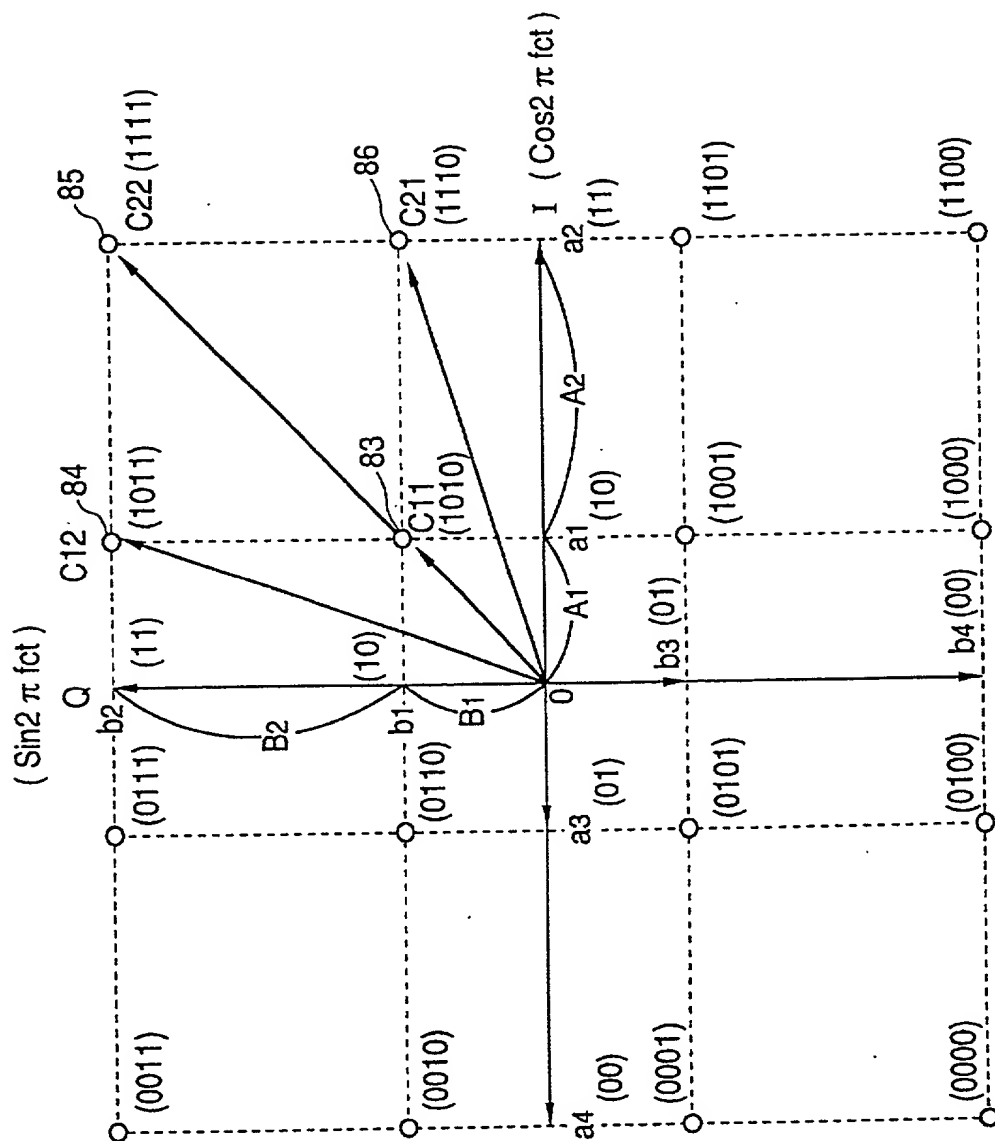 ( Sin2 π fct )
Q
C12
84
85
C22 (1111)
b2
(11)
(0011)
(0111)
(1011)
B2
83
86
(10)
C11
(1010)
C21
(1110)
b1
(0010)
(0110)
B1
A1
A2
I ( Cos2 π fct )
0
a4
(00)
a3
(01)
a1
(10)
a2
(11)
(0001)
(0101)
b3 (01)
(1001)
(1101)
(0000)
(0100)
b4 (00)
(1000)
(1100)